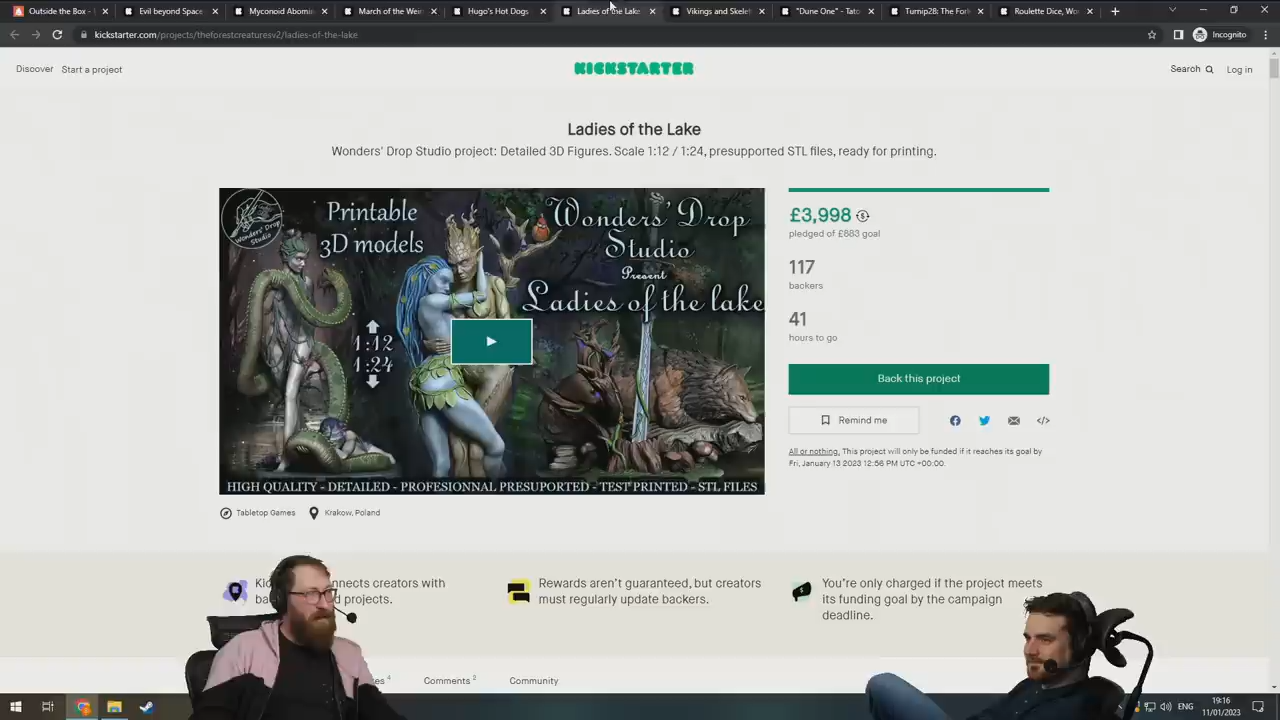 Outside the Box -
Evil beyond Space
Myconoid Abomin
March of the Wei
Hugo's Hot Dogs
Ladies of the Lake
Vikings and Skelet
"Dune One" - Tato
Turnip28: The Fork
Roulette Dice, Wo
kickstarter.com/projects/theforestcreaturesv2/ladies-of-the-lake
Incognito
Discover Start a project
KICKSTARTER
Search Log in
Ladies of the Lake
Wonders' Drop Studio project: Detailed 3D Figures. Scale 1:12 / 1:24, presupported STL files, ready for printing.
Wonders' Drop
Studio
Printable
3D models
Wonders' Drop
Studio
Present
Ladies of the lake
1:12
1:24
HIGH QUALITY - DETAILED - PROFESIONNAL PRESUPORTED - TEST PRINTED - STL FILES
£3,998
pledged of £883 goal
117
backers
41
hours to go
Back this project
Remind me
All or nothing. This project will only be funded if it reaches its goal by
Fri, January 13 2023 12:56 PM UTC +00:00.
Tabletop Games Krakow, Poland
nnects creators with
d projects.
Rewards aren't guaranteed, but creators
must regularly update backers.
You're only charged if the project meets
its funding goal by the campaign
deadline.
Comments 2
Community
ENG
19:16
11/01/2023